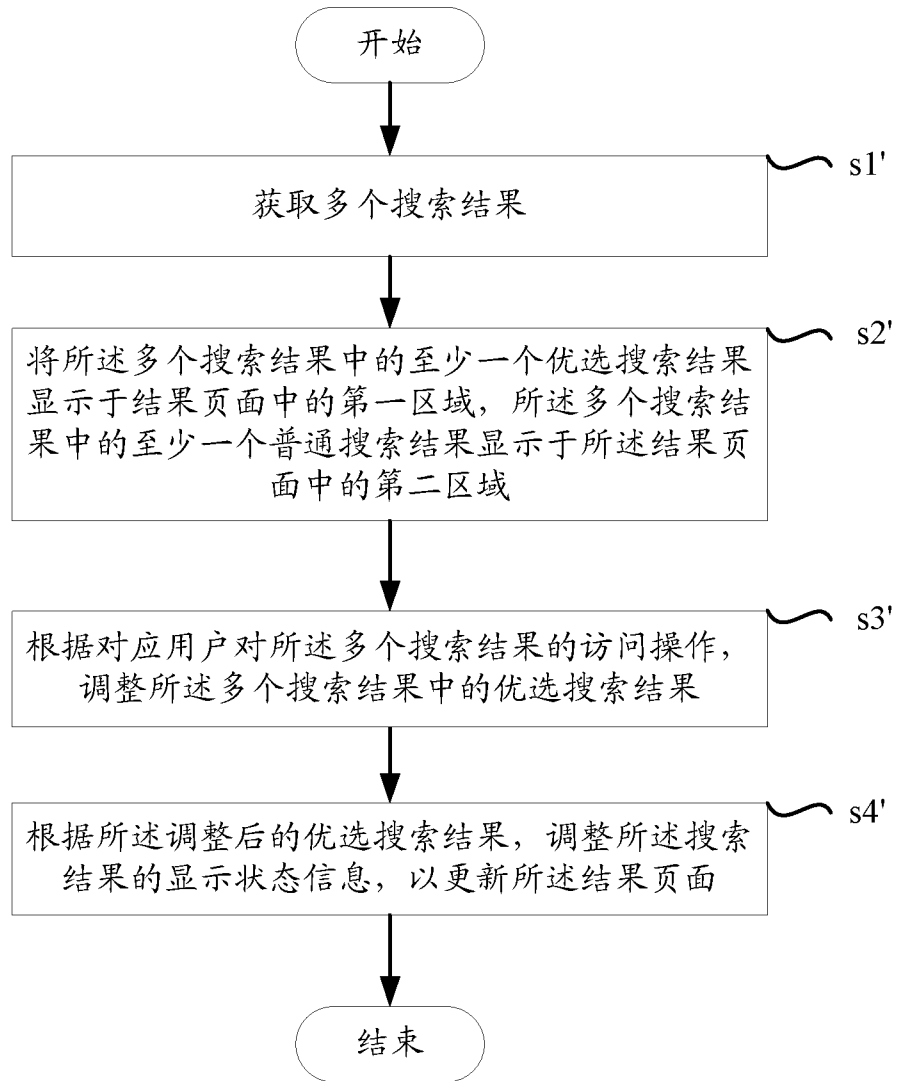 开始
s1'
获取多个搜索结果
s2'
将所述多个搜索结果中的至少一个优选搜索结果
显示于结果页面中的第一区域，所述多个搜索结
果中的至少一个普通搜索结果显示于所述结果页
面中的第二区域
s3'
根据对应用户对所述多个搜索结果的访问操作，
调整所述多个搜索结果中的优选搜索结果
s4'
根据所述调整后的优选搜索结果，调整所述搜索
结果的显示状态信息，以更新所述结果页面
结束